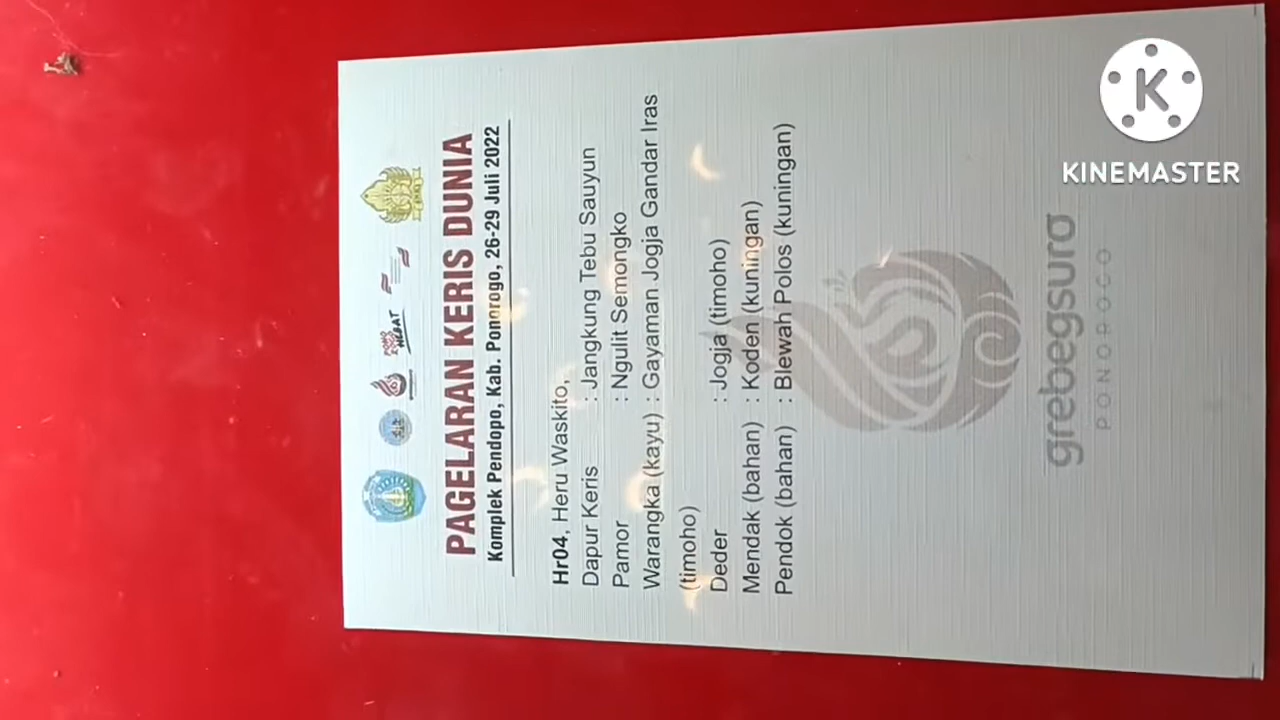 PAGELARAN KERIS DUNIA
Komplek Pendopo, Kab. Ponorogo, 26-29 Juli 2022
Hr04, Heru Waskito,
Dapur Keris : Jangkung Tebu Sauyun
Pamor : Ngulit Semongko
Warangka (kayu) : Gayaman Jogja Gandar Iras
(timoho)
Deder : Jogja (timoho)
Mendak (bahan) : Koden (kuningan)
Pendok (bahan) : Blewah Polos (kuningan)
grebegsuro
PONOROGO
K
KINEMASTER